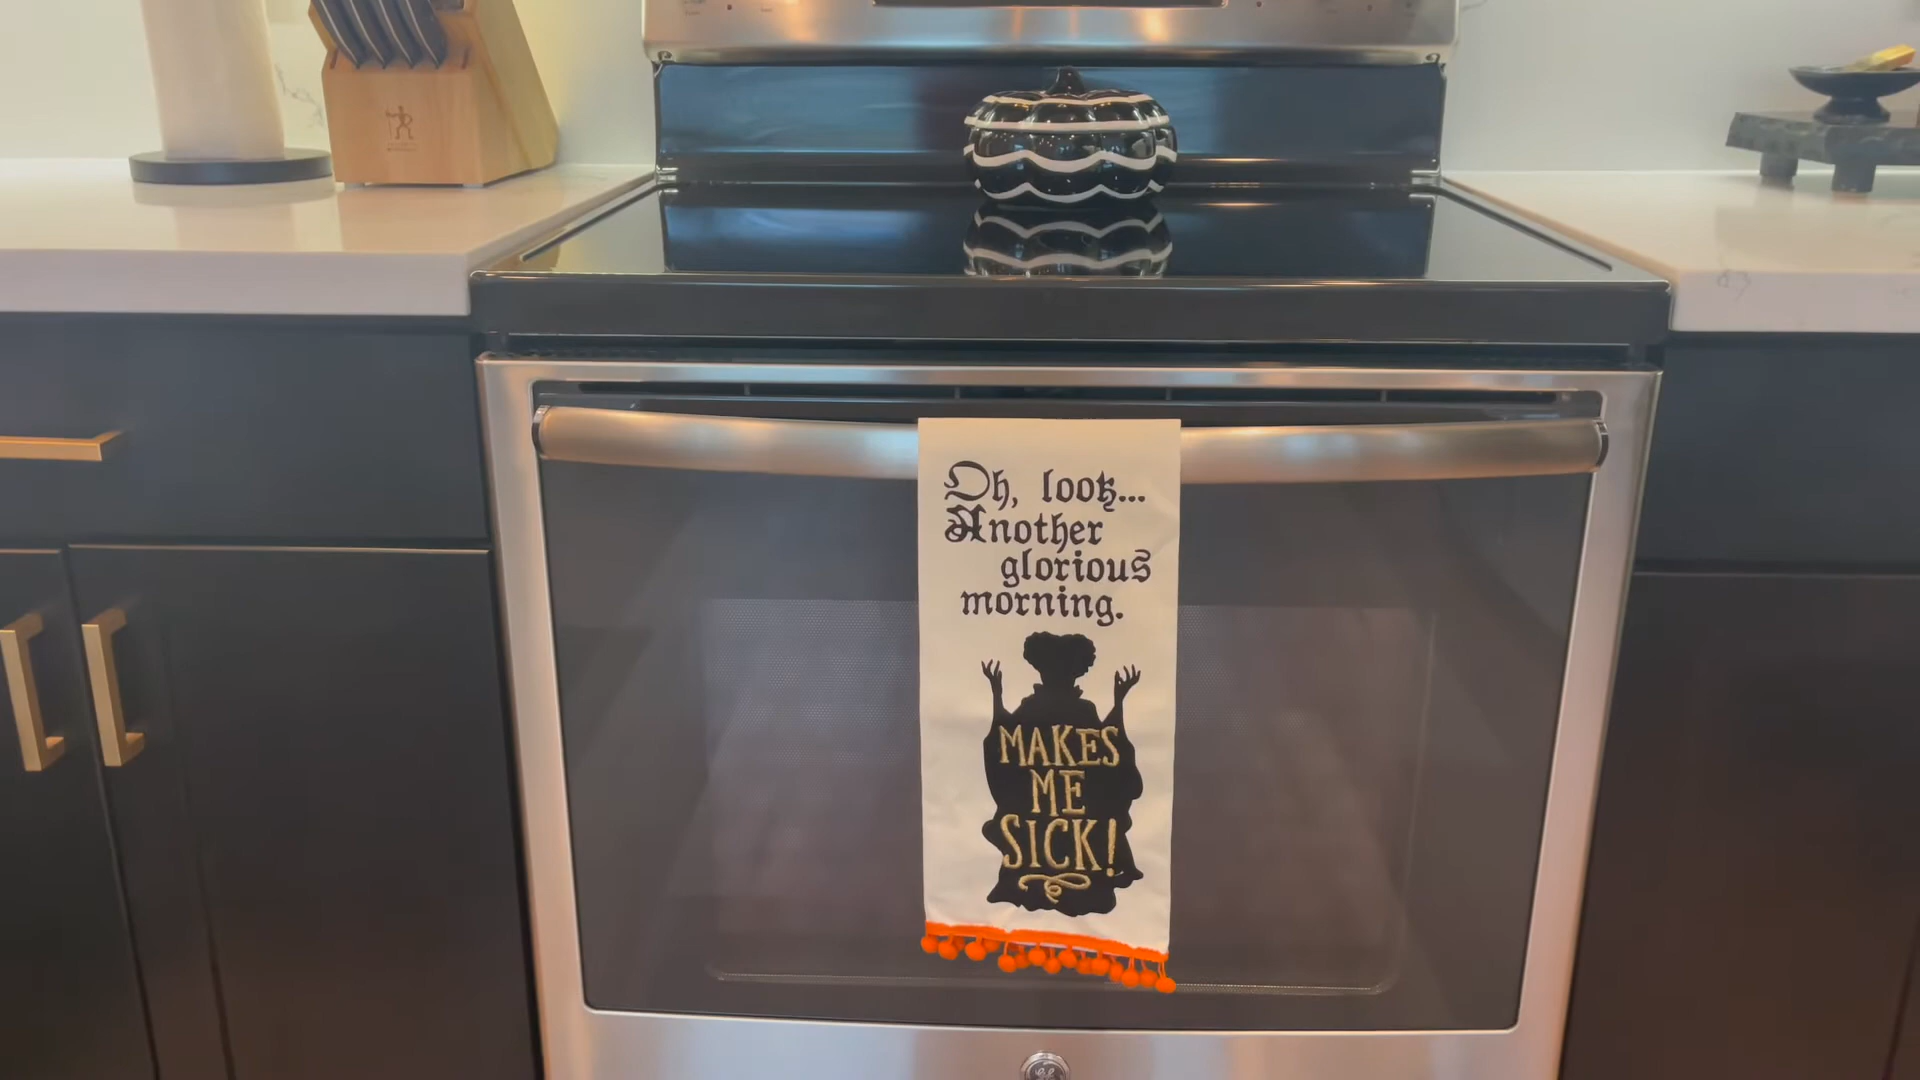 Oh, look...
Another
glorious
morning.
MAKES
ME
SICK!